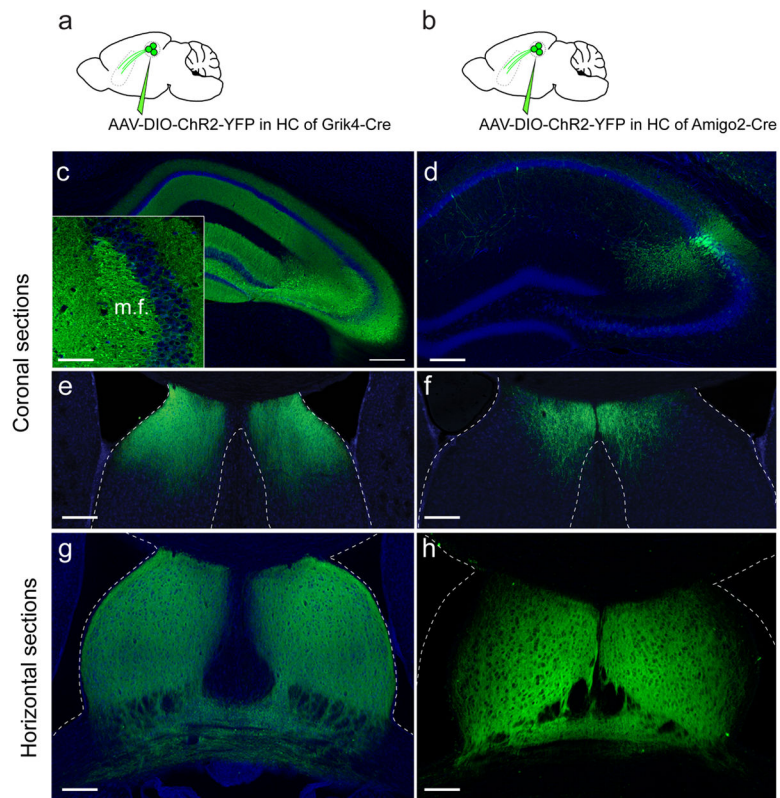 a
b
AAV-DIO-ChR2-YFP in HC of Grik4-Cre
AAV-DIO-ChR2-YFP in HC of Amigo2-Cre
Coronal sections
c
m.f.
d
e
f
Horizontal sections
g
h